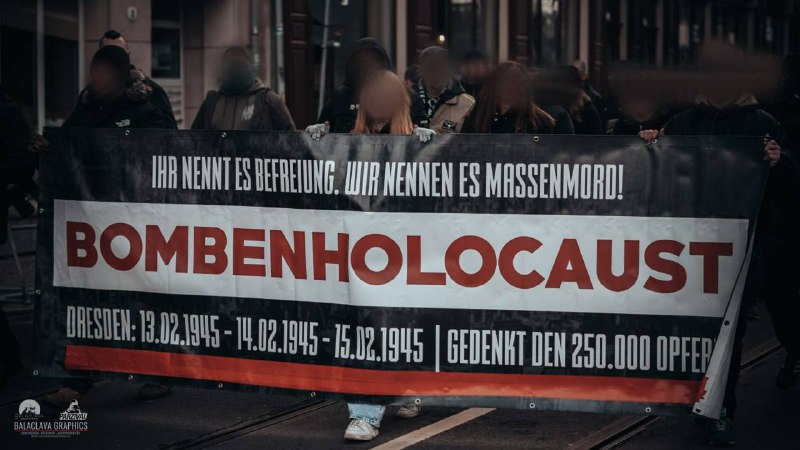 IHR NENNT ES BEFREIUNG. WIR NENNEN ES MASSENMORD!
BOMBENHOLOCAUST
DRESDEN: 13.02.1945 - 14.02.1945 - 15.02.1945 | GEDENKT DEN 250.000 OPFER
PARZIVAL
BALACLAVA GRAPHICS